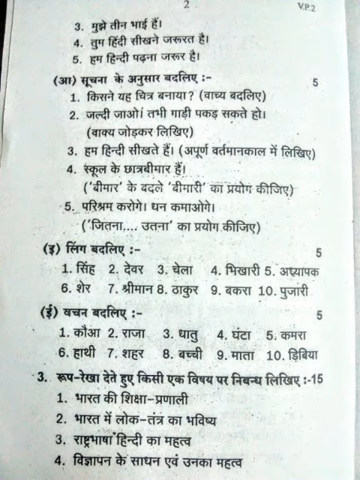 2
V.P.2
3. मुझे तीन भाई हैं।
4. तुम हिंदी सीखने जरूरत है।
5. हम हिन्दी पढ़ना जरूर है।
(आ) सूचना के अनुसार बदलिए :- 5
1. किसने यह चित्र बनाया? (वाच्य बदलिए)
2. जल्दी जाओ। तभी गाड़ी पकड़ सकते हो।
(वाक्य जोड़कर लिखिए)
3. हम हिन्दी सीखते हैं। (अपूर्ण वर्तमानकाल में लिखिए)
4. स्कूल के छात्रबीमार हैं।
('बीमार' के बदले 'बीमारी' का प्रयोग कीजिए)
5. परिश्रम करोगे। धन कमाओगे।
('जितना.... उतना' का प्रयोग कीजिए)
(इ) लिंग बदलिए :- 5
1. सिंह 2. देवर 3. चेला 4. भिखारी 5. अध्यापक
6. शेर 7. श्रीमान 8. ठाकुर 9. बकरा 10. पुजारी
(ई) वचन बदलिए :- 5
1. कौआ 2. राजा 3. धातु 4. घंटा 5. कमरा
6. हाथी 7. शहर 8. बच्ची 9. माता 10. डिबिया
3. रूप-रेखा देते हुए किसी एक विषय पर निबन्ध लिखिए :-15
1. भारत की शिक्षा-प्रणाली
2. भारत में लोक-तंत्र का भविष्य
3. राष्ट्रभाषा हिन्दी का महत्व
4. विज्ञापन के साधन एवं उनका महत्व